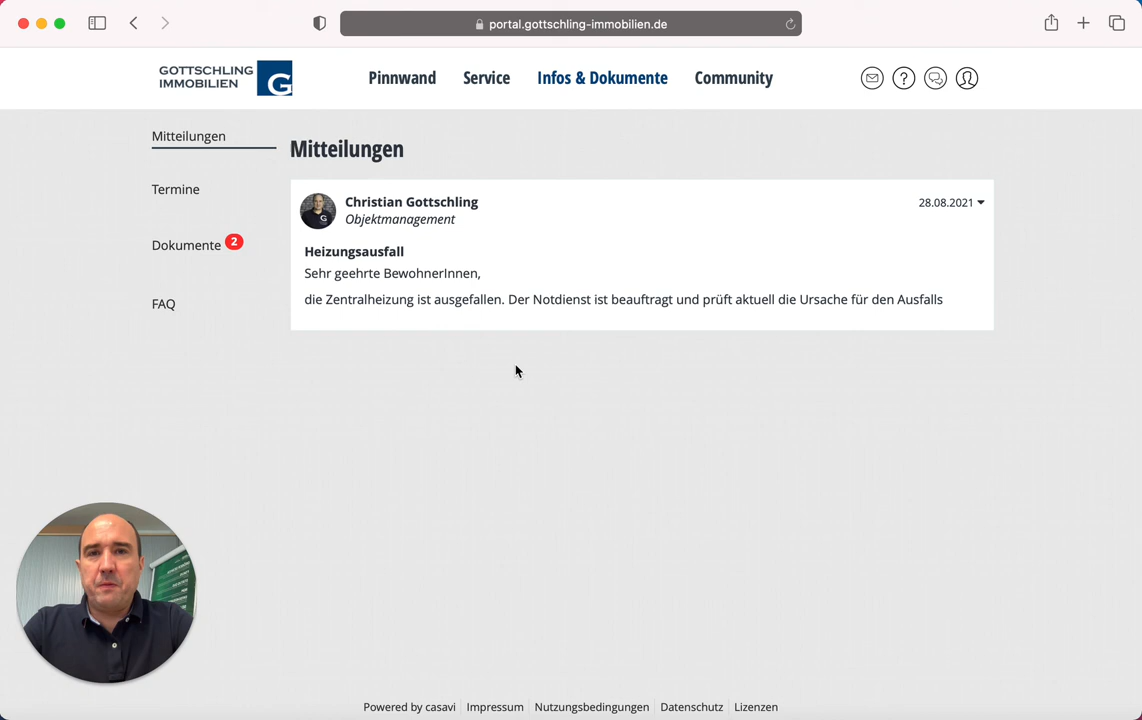 portal.gottschling-immobilien.de
GOTTSCHLING
IMMOBILIEN
G
Pinnwand
Service
Infos & Dokumente
Community
?
Mitteilungen
Termine
Dokumente 2
FAQ
Mitteilungen
Christian Gottschling
28.08.2021
Objektmanagement
Heizungsausfall
Sehr geehrte BewohnerInnen,
die Zentralheizung ist ausgefallen. Der Notdienst ist beauftragt und prüft aktuell die Ursache für den Ausfalls
Powered by casavi
Impressum
Nutzungsbedingungen
Datenschutz
Lizenzen